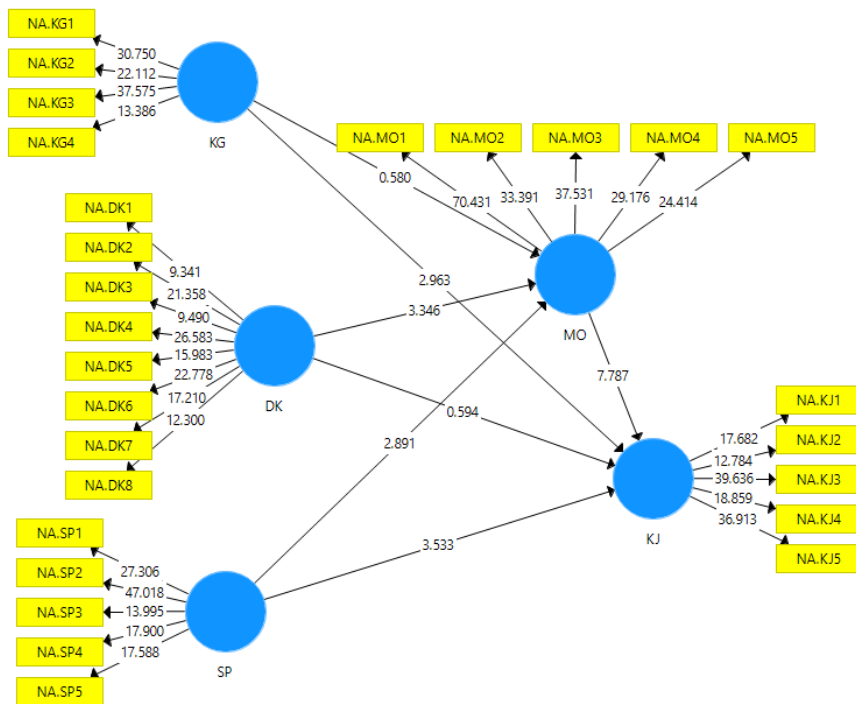 NA.KG1
NA.KG2
NA.KG3
NA.KG4
30.750
22.112
37.575
13.386
KG
NA.MO1
NA.MO2
NA.MO3
NA.MO4
NA.MO5
70.431
33.391
37.531
29.176
24.414
MO
0.580
2.963
3.346
0.594
2.891
3.533
7.787
NA.DK1
NA.DK2
NA.DK3
NA.DK4
NA.DK5
NA.DK6
NA.DK7
NA.DK8
9.341
21.358
9.490
26.583
15.983
22.778
17.210
12.300
DK
NA.KJ1
NA.KJ2
NA.KJ3
NA.KJ4
NA.KJ5
17.682
12.784
39.636
18.859
36.913
KJ
NA.SP1
NA.SP2
NA.SP3
NA.SP4
NA.SP5
27.306
47.018
13.995
17.900
17.588
SP